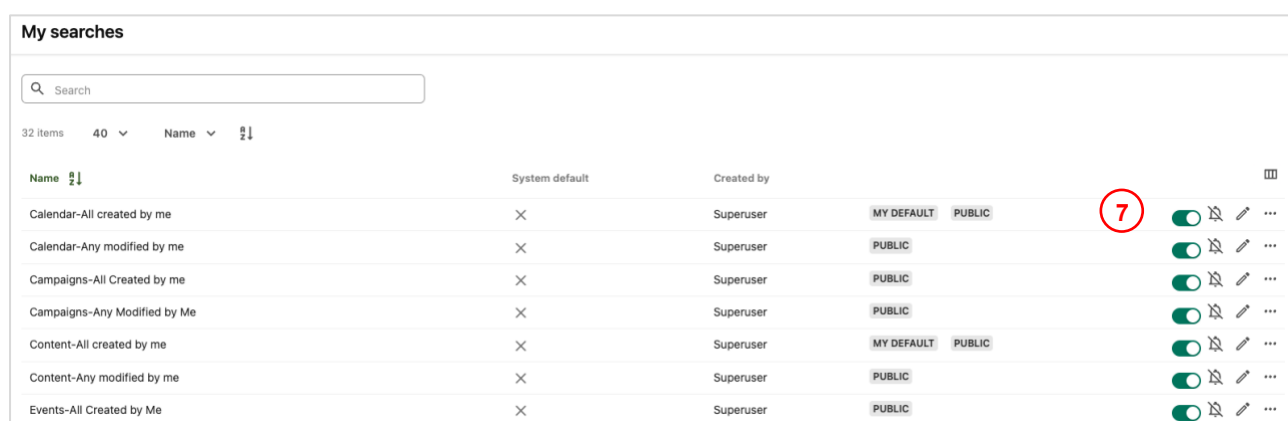 My searches
Search
32 items 40 Name
Name System default Created by
Calendar-All created by me Superuser MY DEFAULT PUBLIC 7
Calendar-Any modified by me Superuser PUBLIC
Campaigns-All Created by me Superuser PUBLIC
Campaigns-Any Modified by Me Superuser PUBLIC
Content-All created by me Superuser MY DEFAULT PUBLIC
Content-Any modified by me Superuser PUBLIC
Events-All Created by Me Superuser PUBLIC